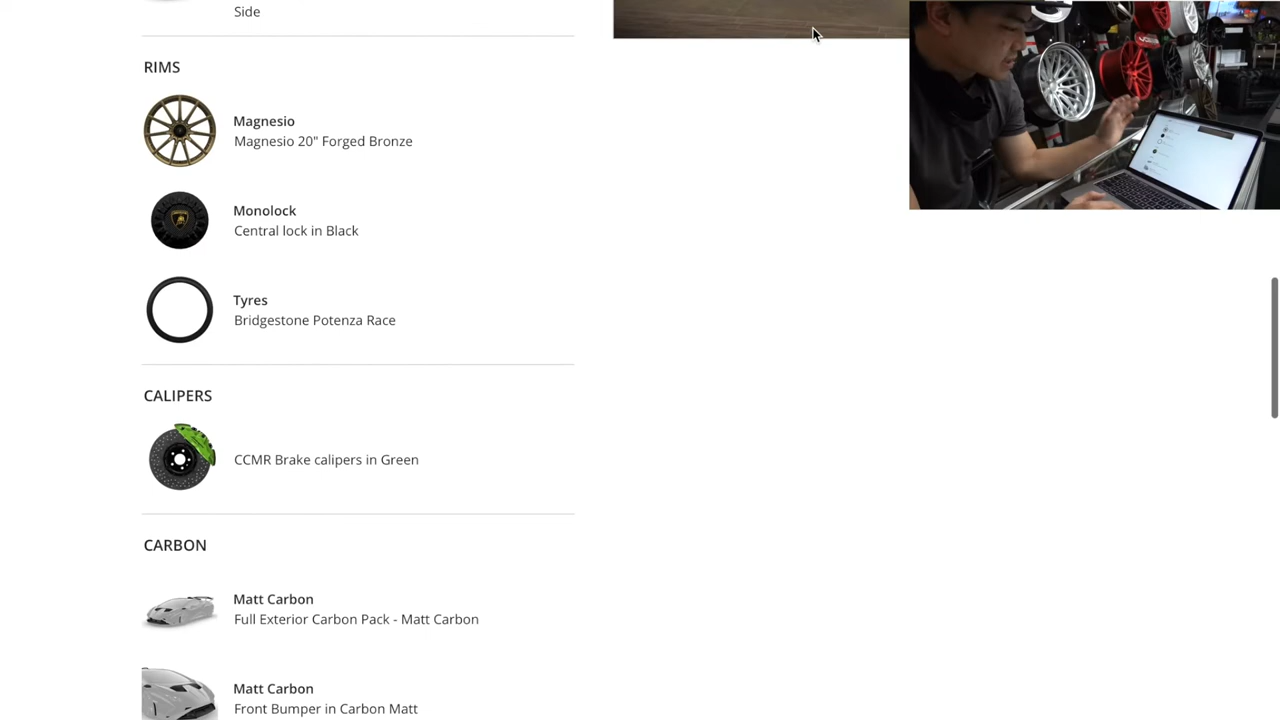 Side
RIMS
Magnesio
Magnesio 20" Forged Bronze
Monolock
Central lock in Black
Tyres
Bridgestone Potenza Race
CALIPERS
CCMR Brake calipers in Green
CARBON
Matt Carbon
Full Exterior Carbon Pack - Matt Carbon
Matt Carbon
Front Bumper in Carbon Matt